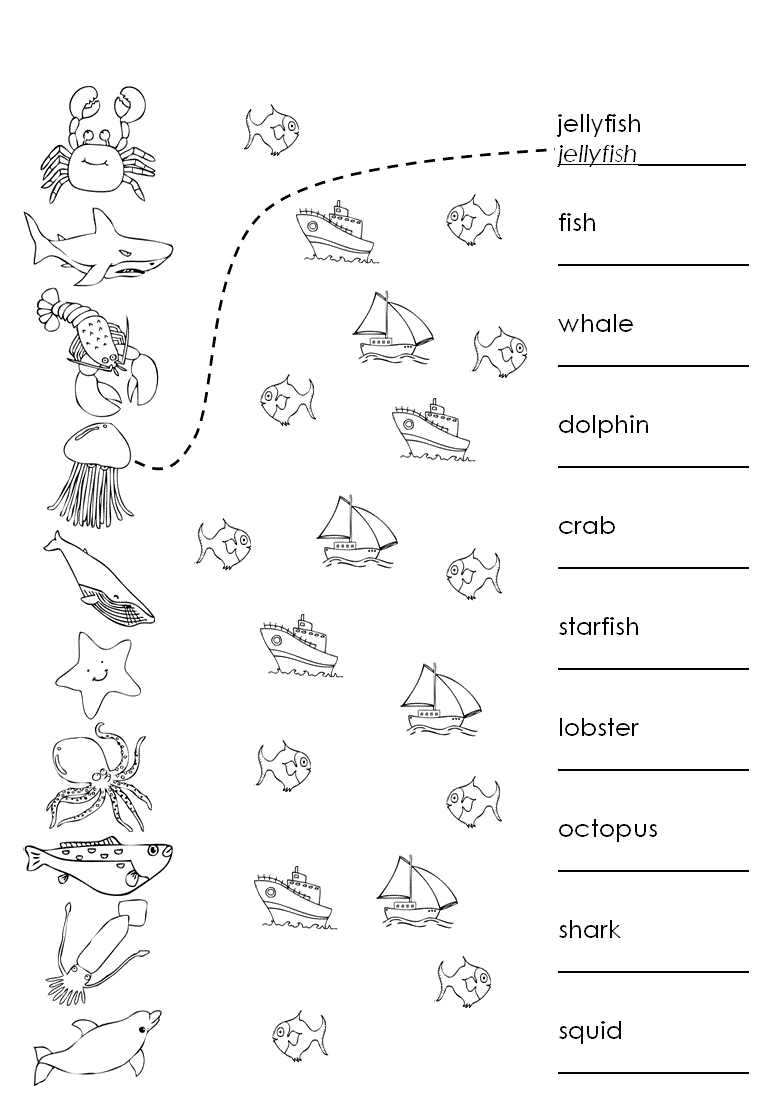 jellyfish
jellyfish
fish
whale
dolphin
crab
starfish
lobster
octopus
shark
squid